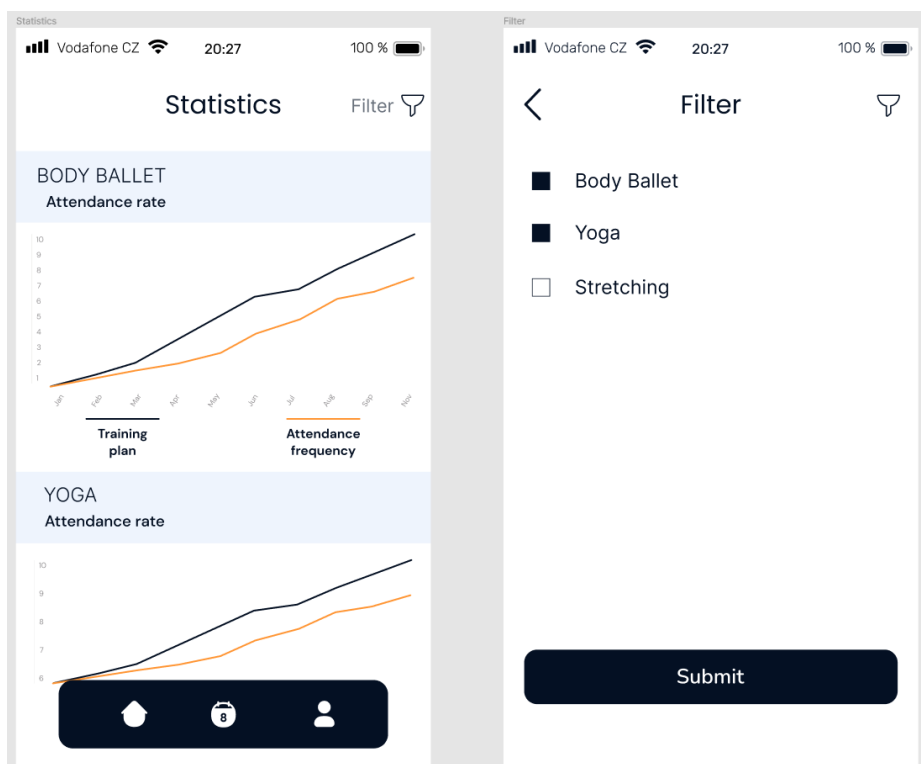 Statistics
Vodafone CZ 20:27 100 %
Statistics Filter
BODY BALLET
Attendance rate
10
9
8
7
6
5
4
3
2
1
Jan Feb Mar Apr May Jun Jul Aug Sep Nov
Training
plan
Attendance
frequency
YOGA
Attendance rate
10
9
8
7
6
8
Filter
Vodafone CZ 20:27 100 %
Filter
Body Ballet
Yoga
Stretching
Submit